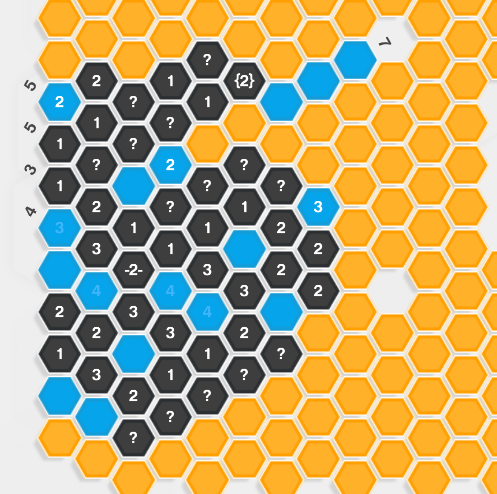 7
?
5 2 1 {2}
2 ? 1
5 1 ?
1 ?
3 ? 2 ?
1 ? ?
4 2 ? 1 3
3 1 1 2
3 1 2
-2- 3 2
4 4 3 2
2 3 4
2 3 2
1 1 ?
3 1 ?
2 ?
?
?